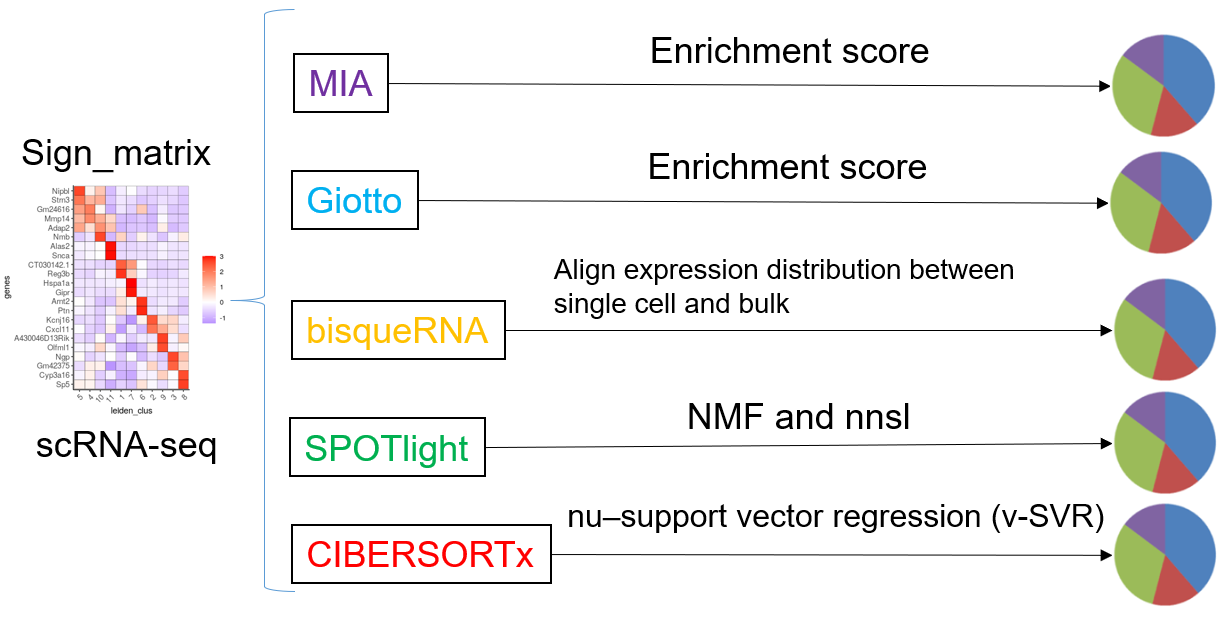 Sign_matrix
Nipbl
Stm3
Gm24616
Mmp14
Adap2
Nmb
Alas2
Snca
CT030142.1
Reg3b
Hspa1a
Gipr
Arnt2
Ptn
Kcnj16
Cxcl11
A430046D13Rik
Olfml1
Ngp
Gm42375
Cyp3a16
Sp5
genes
5 4 10 11 1 7 6 2 9 3 8
leiden_clus
3
2
1
0
-1
scRNA-seq
MIA
Enrichment score
Giotto
Enrichment score
bisqueRNA
Align expression distribution between
single cell and bulk
SPOTlight
NMF and nnsl
CIBERSORTx
nu–support vector regression (v-SVR)